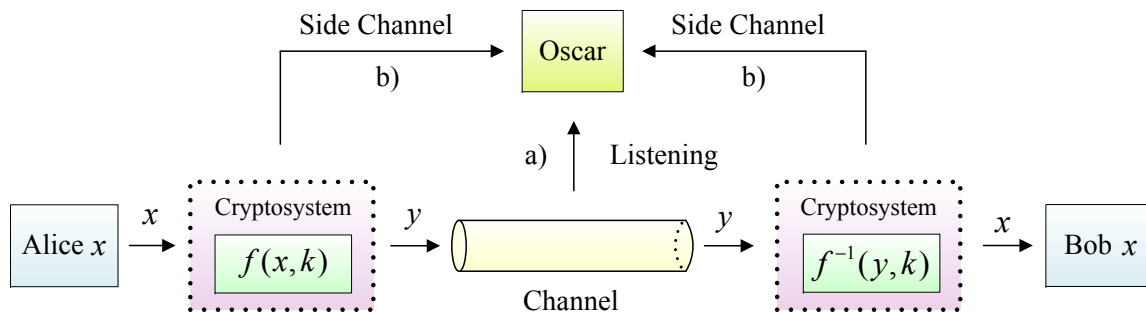 Side Channel
Oscar
Side Channel
b)
b)
a)
Listening
Alice x
x
Cryptosystem
f(x,k)
y
Channel
y
Cryptosystem
f⁻¹(y,k)
x
Bob x